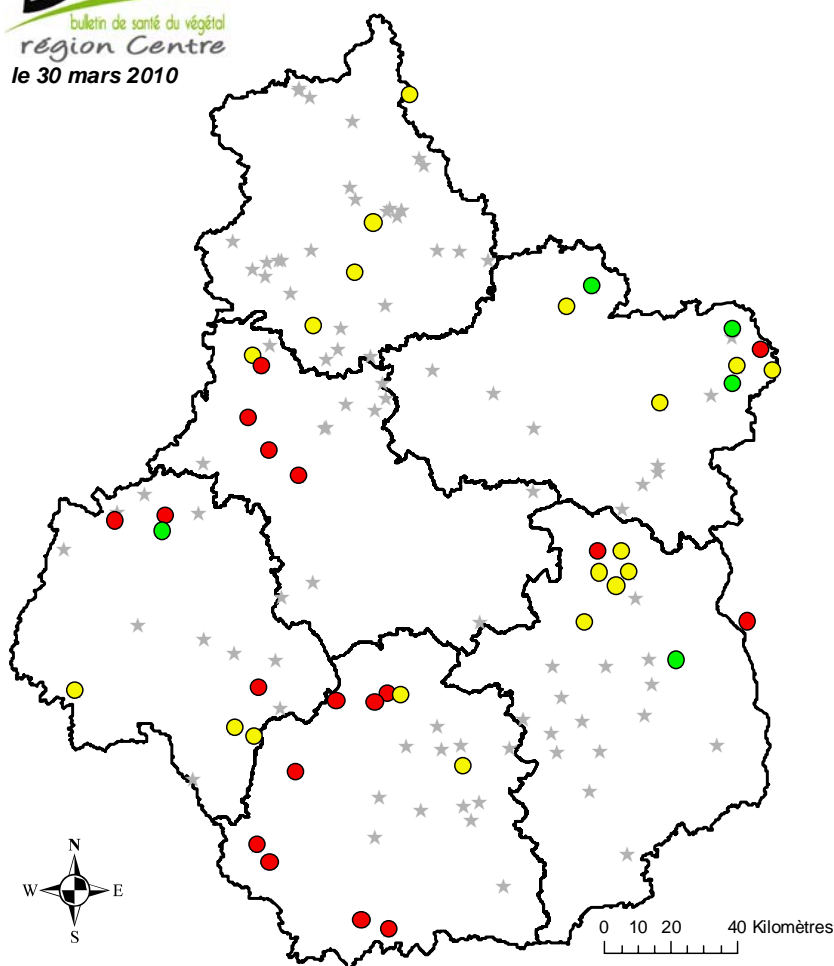 bulletin de santé du végétal
région Centre
le 30 mars 2010
N
W E
S
0 10 20 40 Kilomètres